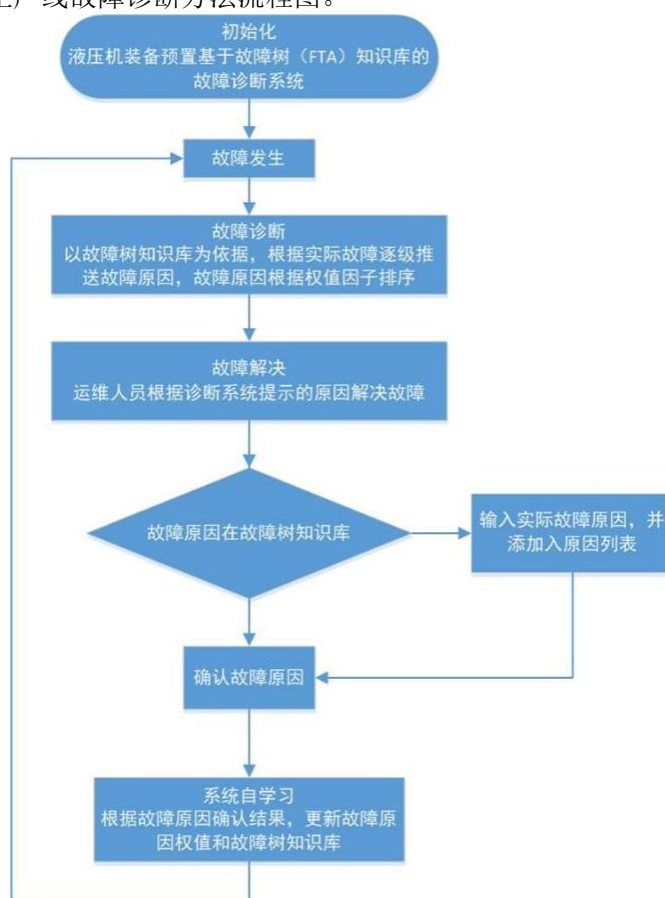 线故障诊断方法流程图。
初始化
液压机装备预置基于故障树（FTA）知识库的
故障诊断系统
故障发生
故障诊断
以故障树知识库为依据，根据实际故障逐级推
送故障原因，故障原因根据权值因子排序
故障解决
运维人员根据诊断系统提示的原因解决故障
故障原因在故障树知识库
输入实际故障原因，并
添加入原因列表
确认故障原因
系统自学习
根据故障原因确认结果，更新故障原
因权值和故障树知识库